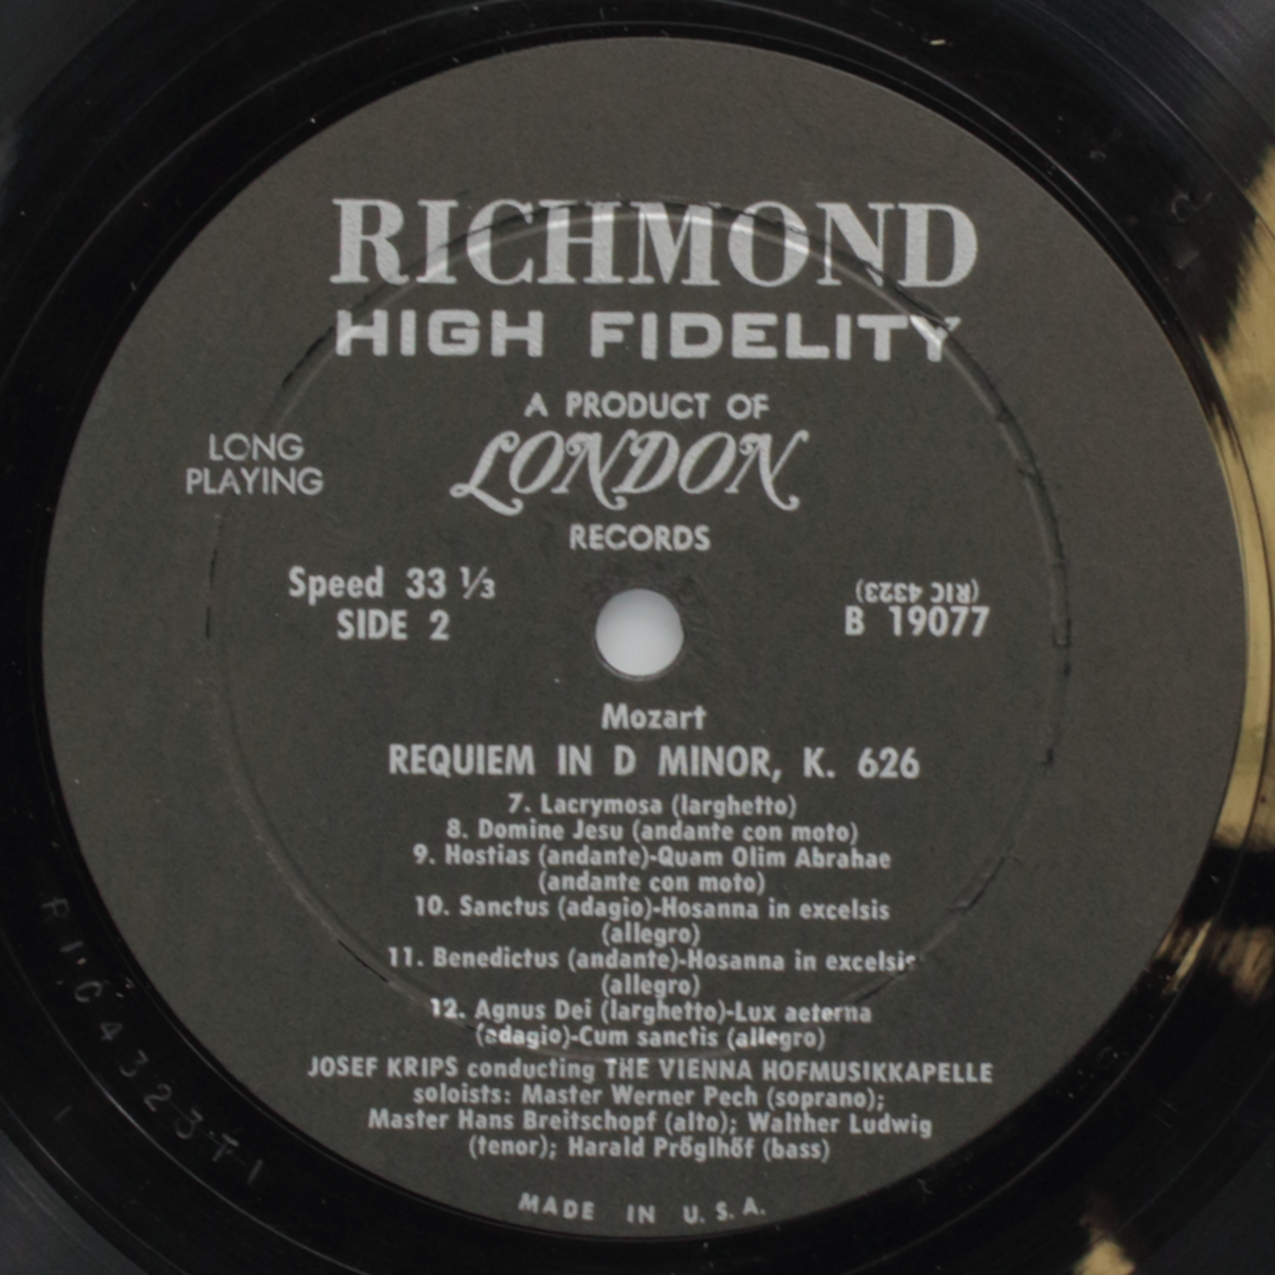 RICHMOND
HIGH FIDELITY
A PRODUCT OF
LONDON
RECORDS
LONG
PLAYING
Speed 33 ⅓
SIDE 2
(RIC 4323)
B 19077
Mozart
REQUIEM IN D MINOR, K. 626
7. Lacrymosa (larghetto)
8. Domine Jesu (andante con moto)
9. Hostias (andante)-Quam Olim Abrahae
(andante con moto)
10. Sanctus (adagio)-Hosanna in excelsis
(allegro)
11. Benedictus (andante)-Hosanna in excelsis
(allegro)
12. Agnus Dei (larghetto)-Lux aeterna
(adagio)-Cum sanctis (allegro)
JOSEF KRIPS conducting THE VIENNA HOFMUSIKKAPELLE
soloists: Master Werner Pech (soprano);
Master Hans Breitschopf (alto); Walther Ludwig
(tenor); Harald Pröglhőf (bass)
MADE IN U.S.A.